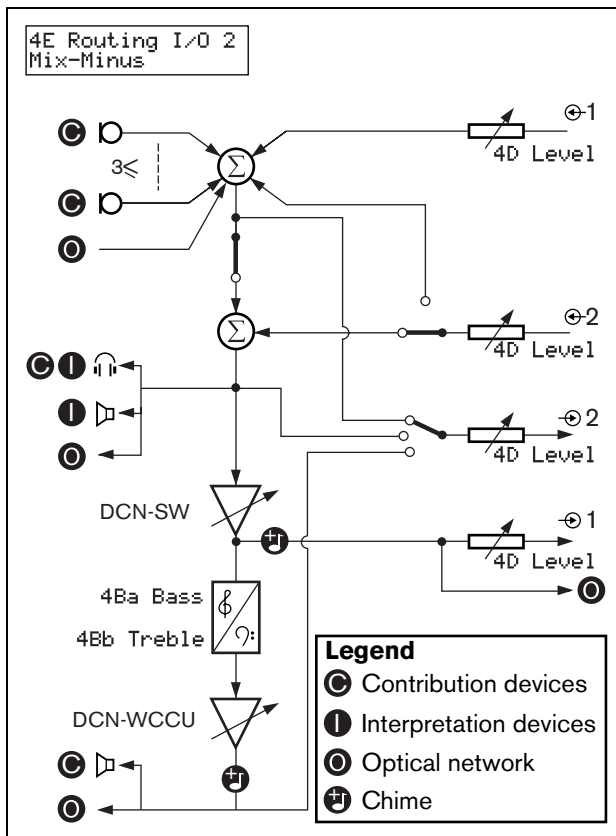 4E Routing I/O 2
Mix-Minus
C
1
4D Level
3≤
Σ
C
O
2
Σ
4D Level
C I
I
2
O
4D Level
DCN-SW
1
4D Level
O
4Ba Bass
4Bb Treble
Legend
C Contribution devices
I Interpretation devices
O Optical network
Chime
DCN-WCCU
C
O